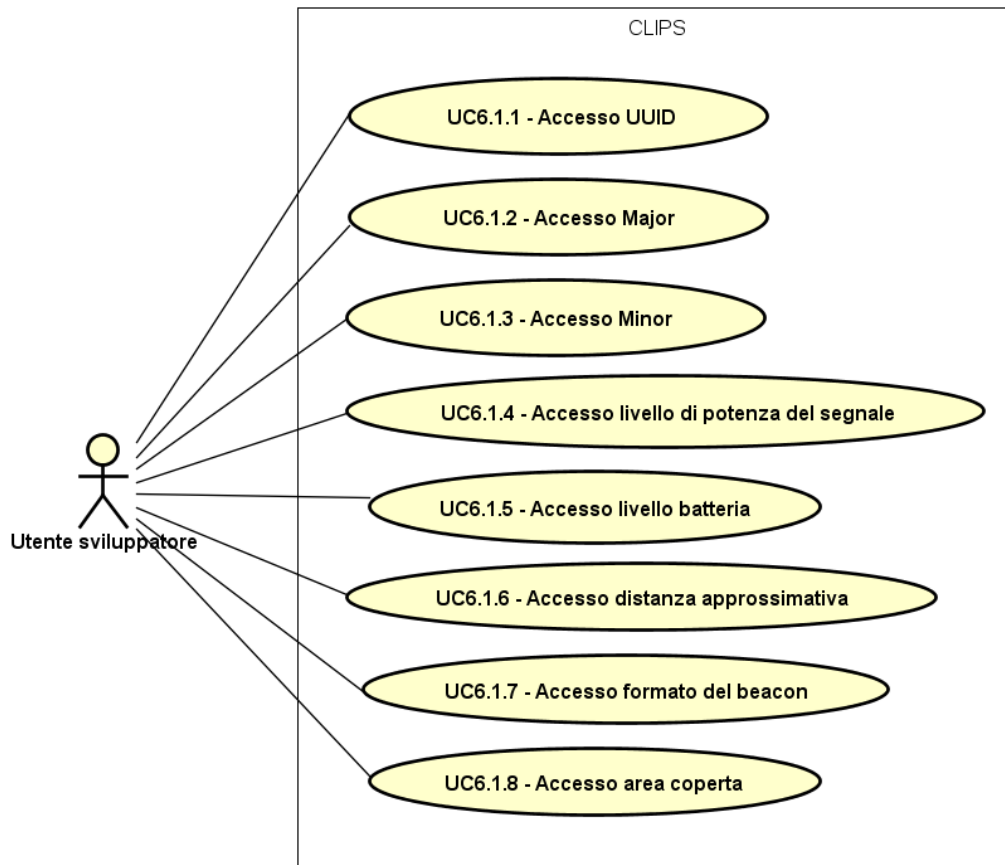 CLIPS
UC6.1.1 - Accesso UUID
UC6.1.2 - Accesso Major
UC6.1.3 - Accesso Minor
UC6.1.4 - Accesso livello di potenza del segnale
UC6.1.5 - Accesso livello batteria
Utente sviluppatore
UC6.1.6 - Accesso distanza approssimativa
UC6.1.7 - Accesso formato del beacon
UC6.1.8 - Accesso area coperta